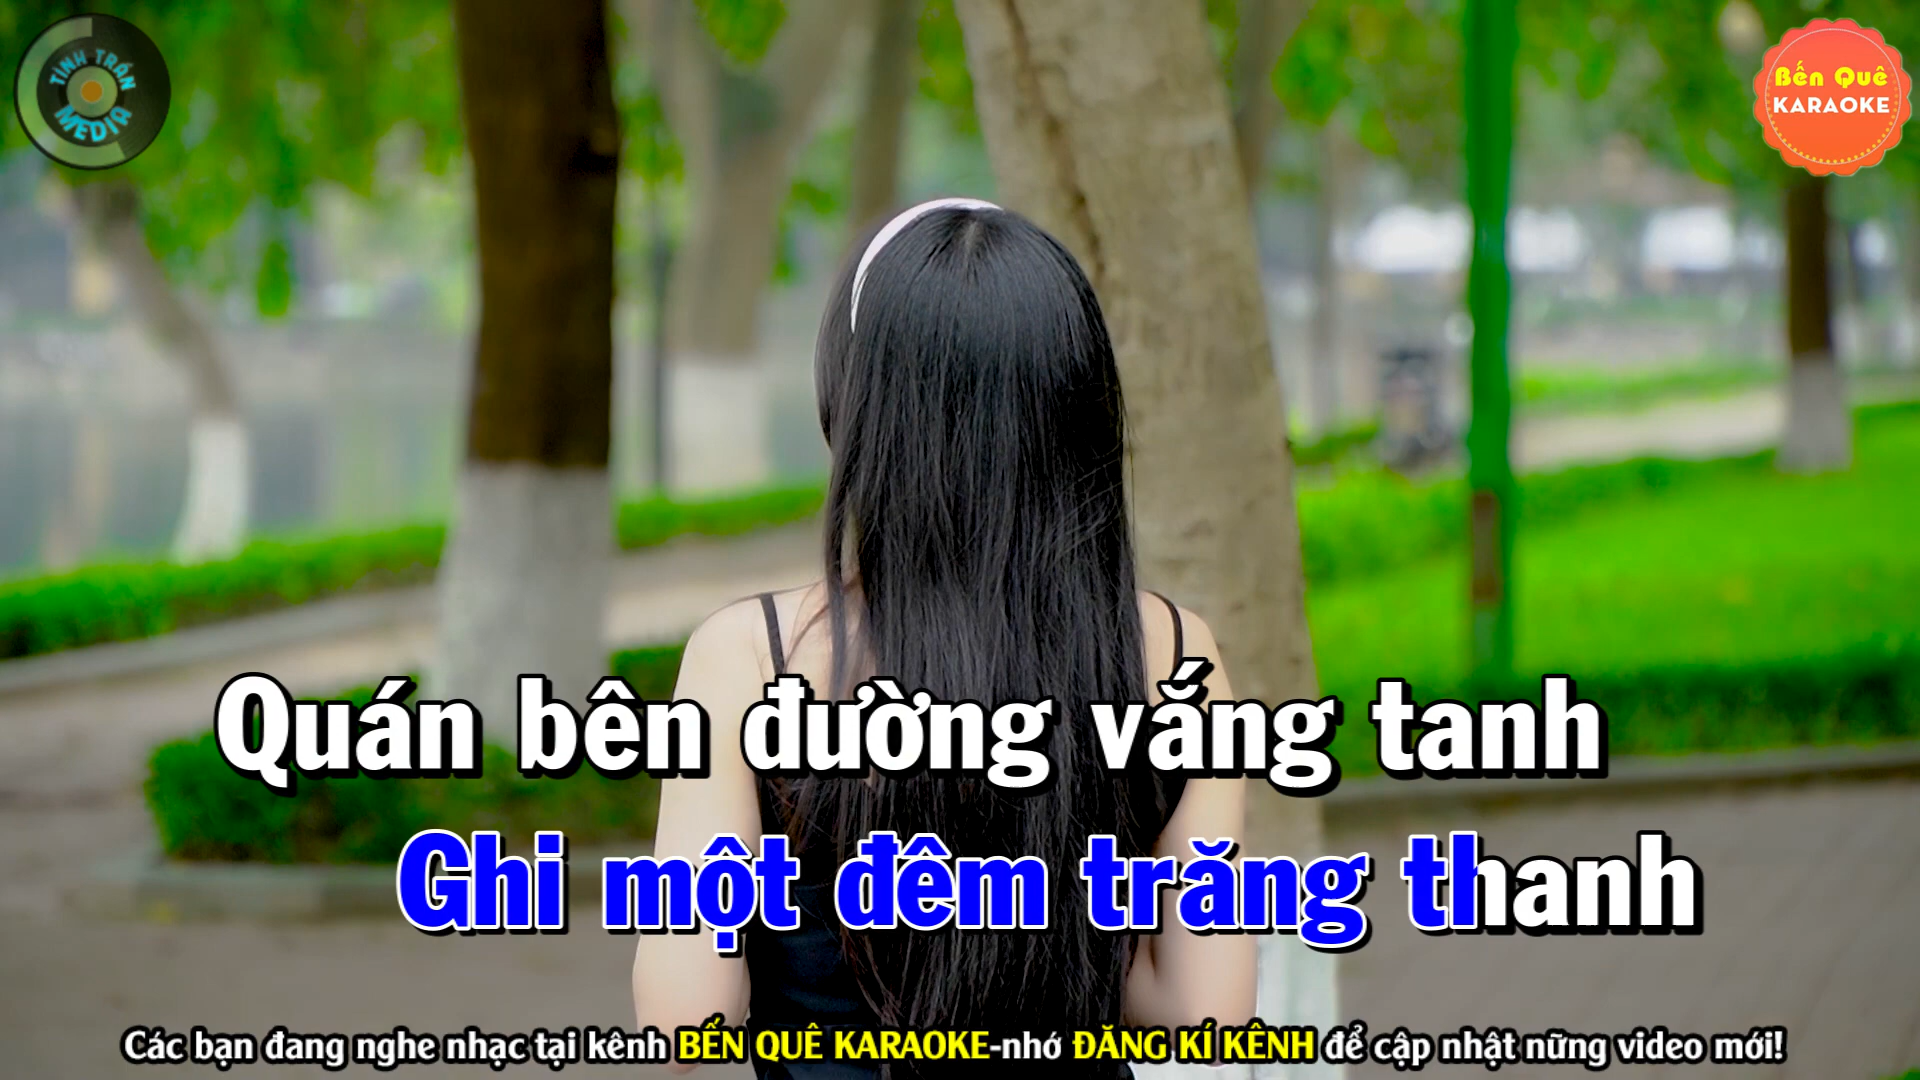 TÌNH TRẦN
MEDIA
Bến Quê
KARAOKE
Quán bên đường vắng tanh
Ghi một đêm trăng thanh
Các bạn đang nghe nhạc tại kênh BẾN QUÊ KARAOKE-nhớ ĐĂNG KÍ KÊNH để cập nhật nững video mới!